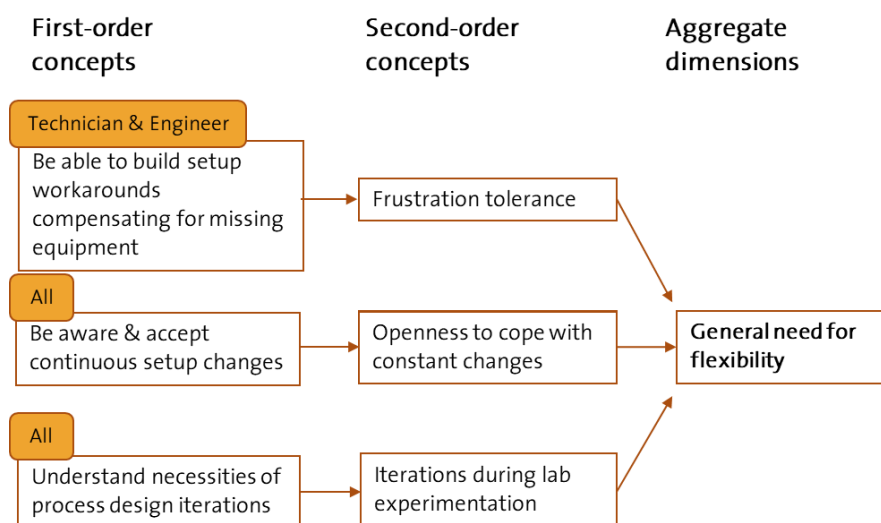 First-order
concepts
Second-order
concepts
Aggregate
dimensions
Technician & Engineer
Be able to build setup
workarounds
compensating for missing
equipment
Frustration tolerance
All
Be aware & accept
continuous setup changes
Openness to cope with
constant changes
General need for
flexibility
All
Understand necessities of
process design iterations
Iterations during lab
experimentation